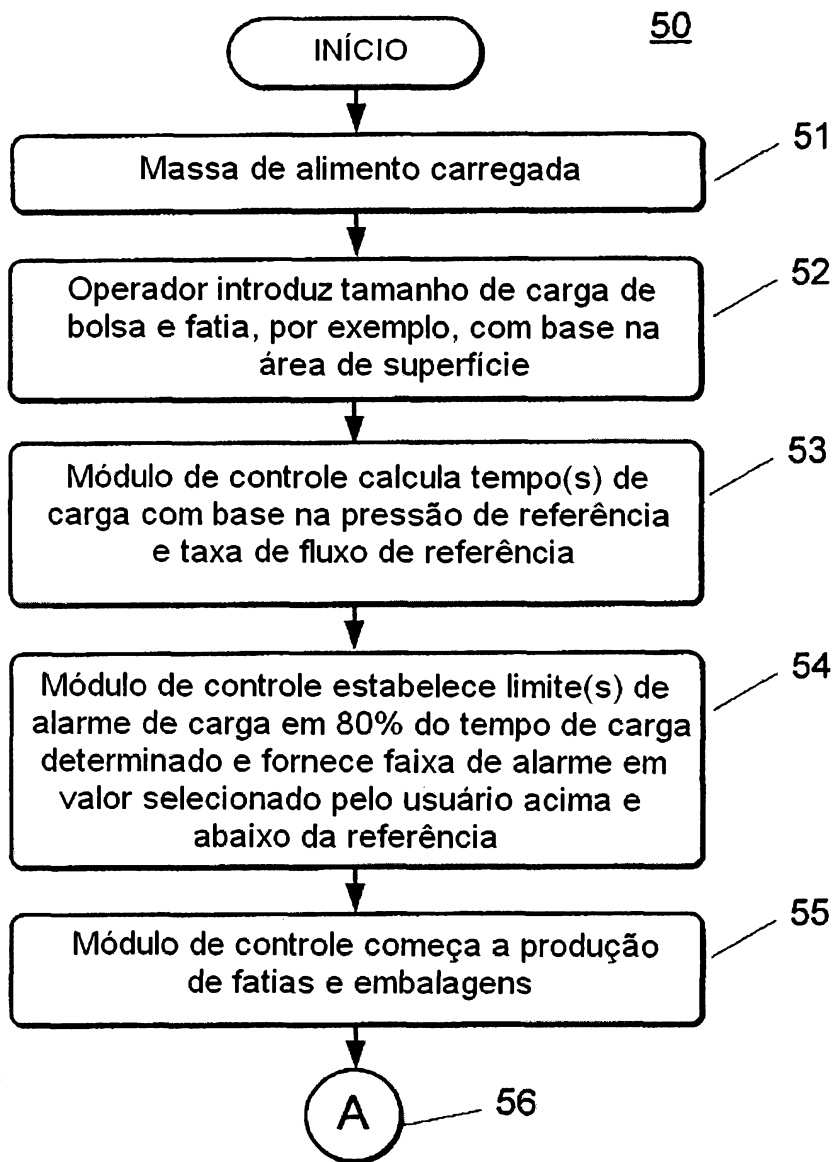 50
INÍCIO
51
Massa de alimento carregada
52
Operador introduz tamanho de carga de
bolsa e fatia, por exemplo, com base na
área de superfície
53
Módulo de controle calcula tempo(s) de
carga com base na pressão de referência
e taxa de fluxo de referência
54
Módulo de controle estabelece limite(s) de
alarme de carga em 80% do tempo de carga
determinado e fornece faixa de alarme em
valor selecionado pelo usuário acima e
abaixo da referência
55
Módulo de controle começa a produção
de fatias e embalagens
A
56